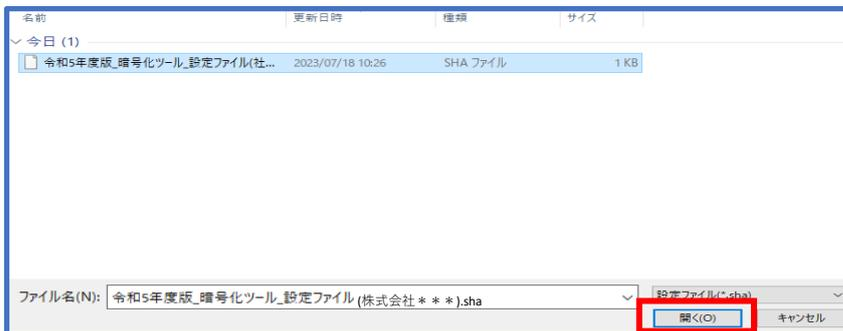 名前 更新日時 種類 サイズ
今日 (1)
令和5年度版_暗号化ツール_設定ファイル(社... 2023/07/18 10:26 SHA ファイル 1 KB
ファイル名(N): 令和5年度版_暗号化ツール_設定ファイル(株式会社＊＊＊).sha 設定ファイル(*.sha)
開く(O) キャンセル